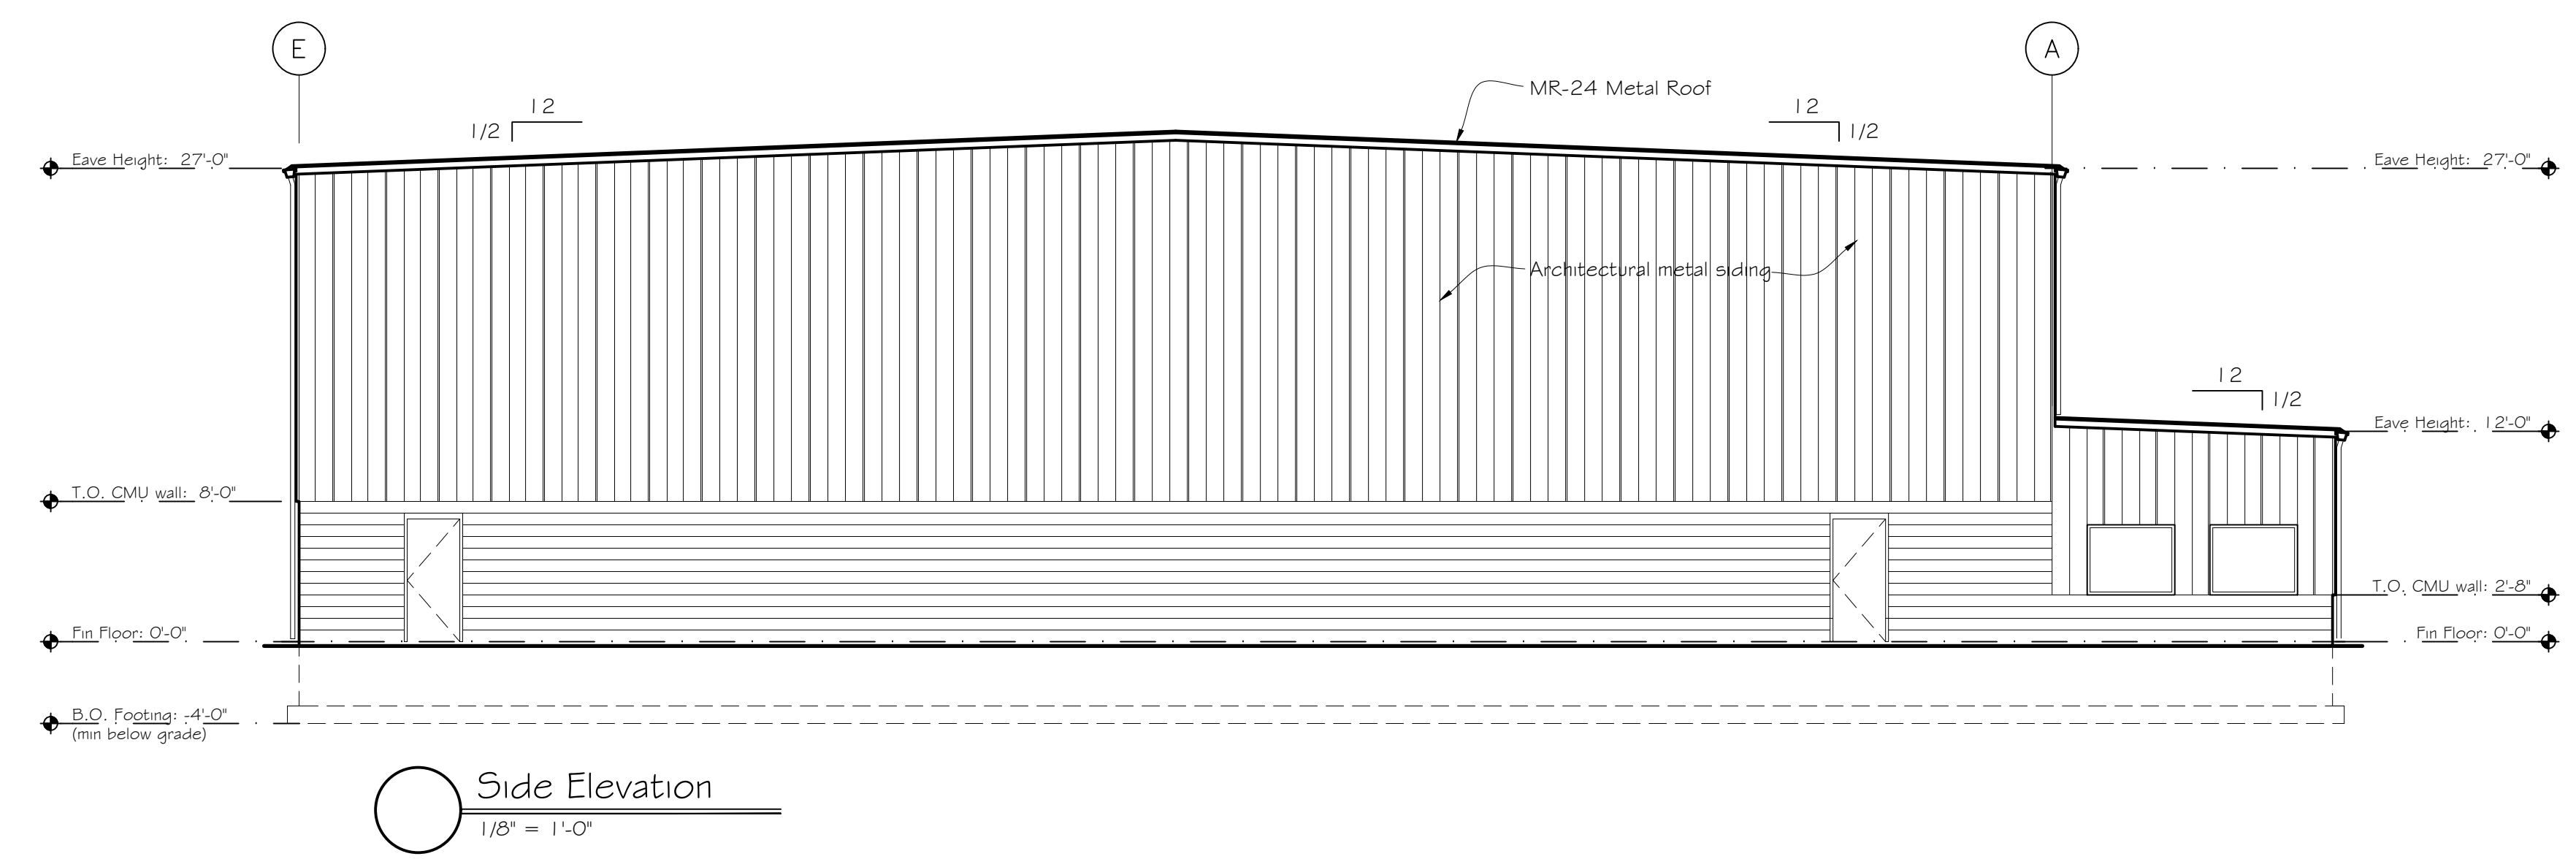 E
A
MR-24 Metal Roof
12
1/2
12
1/2
Eave Height: 27'-0"
Eave Height: 27'-0"
Architectural metal siding
12
1/2
Eave Height: 12'-0"
T.O. CMU wall: 8'-0"
T.O. CMU wall: 2'-8"
Fin Floor: 0'-0"
Fin Floor: 0'-0"
B.O. Footing: -4'-0"
(min below grade)
Side Elevation
1/8" = 1'-0"